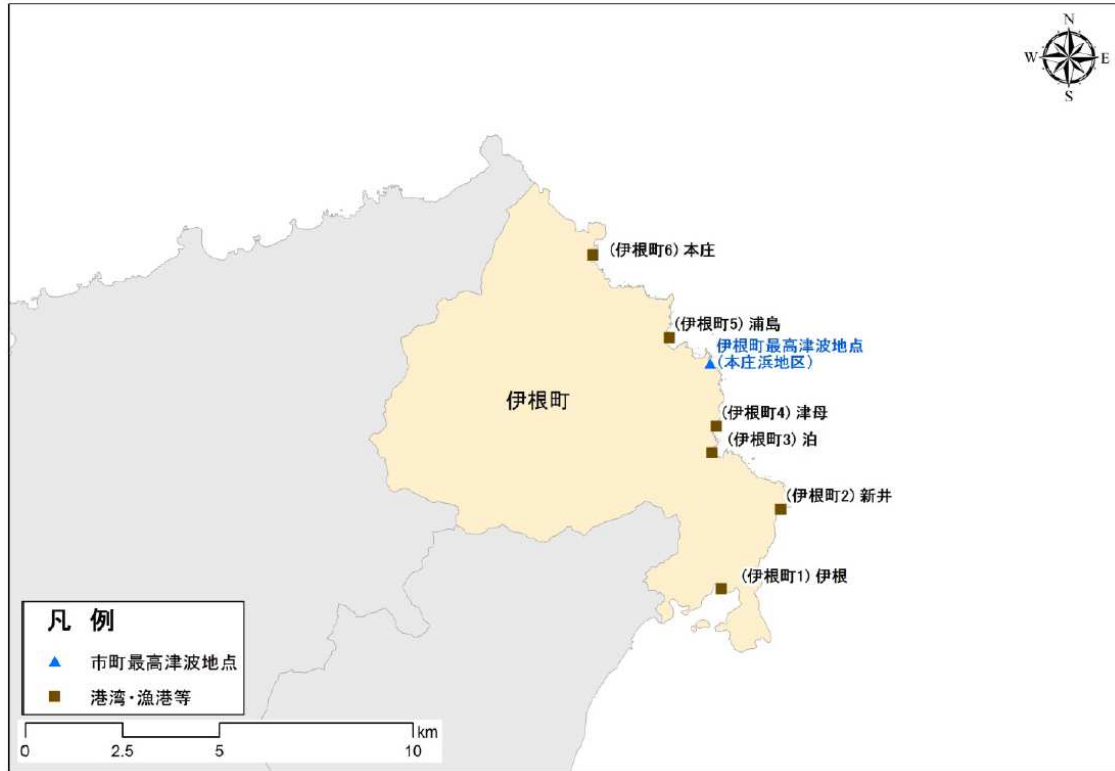 N
W E
S
(伊根町6) 本庄
(伊根町5) 浦島
伊根町最高津波地点
(本庄浜地区)
伊根町
(伊根町4) 津母
(伊根町3) 泊
(伊根町2) 新井
(伊根町1) 伊根
凡 例
市町最高津波地点
港湾・漁港等
km
0 2.5 5 10